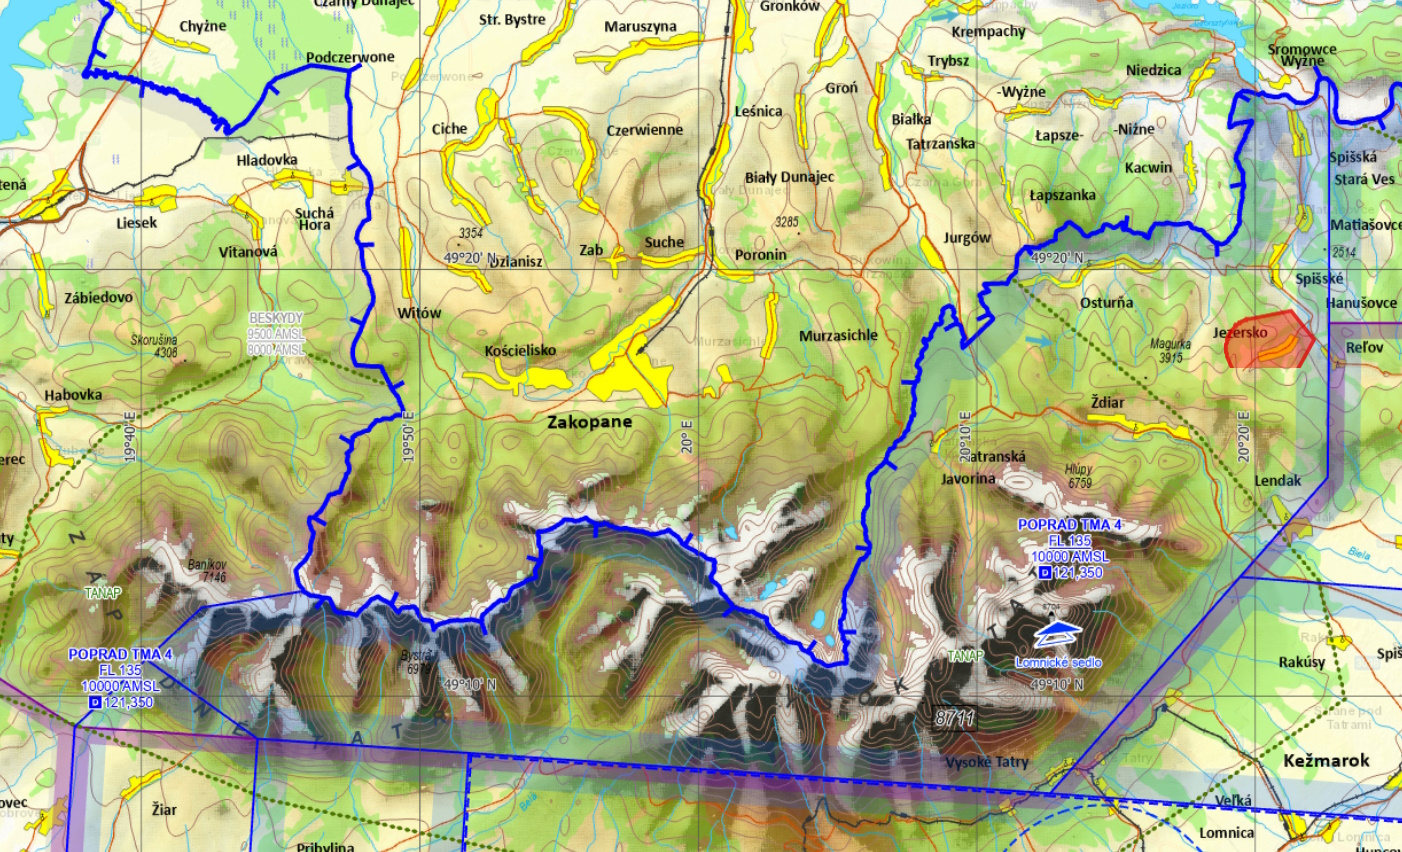 Chyżne
Czarny Dunajec
Str. Bystre
Maruszyna
Gronków
Krempachy
Sromowce
Wyżne
Podczerwone
Trybsz
Niedzica
Groń
-Wyżne
Leśnica
Białka
Tatrzańska
Ciche
Czerwienne
Łapsze-
-Niżne
Hladovka
Kacwin
Spišská
Stará Ves
Biały Dunajec
Łapszanka
Liesek
Suchá
Hora
3285
Matiašovce
Vitanová
3354
Zab
Suche
Poronin
Jurgów
2514
49°20' N
Dzianisz
49°20' N
Spišské
Hanušovce
Zábiedovo
Osturňa
BESKYDY
9500 AMSL
8000 AMSL
Witów
Skorušina
4308
Kościelisko
Murzasichle
Jezersko
Magurka
3915
Reľov
Habovka
Zakopane
Ždiar
19°40' E
19°50' E
20° E
20°10' E
20°20' E
Tatranská
Javorina
Hlúpy
6759
Lendak
POPRAD TMA 4
FL 135
10000 AMSL
D 121,350
Biela
Baníkov
7146
TANAP
Z
Á
P
A
D
N
É
T
A
T
R
Y
Lomnické sedlo
TANAP
Bystrá
POPRAD TMA 4
FL 135
10000 AMSL
D 121,350
49°10' N
49°10' N
Rakúsy
8711
Vysoké Tatry
Kežmarok
Žiar
Veľká
Lomnica
Pribylina